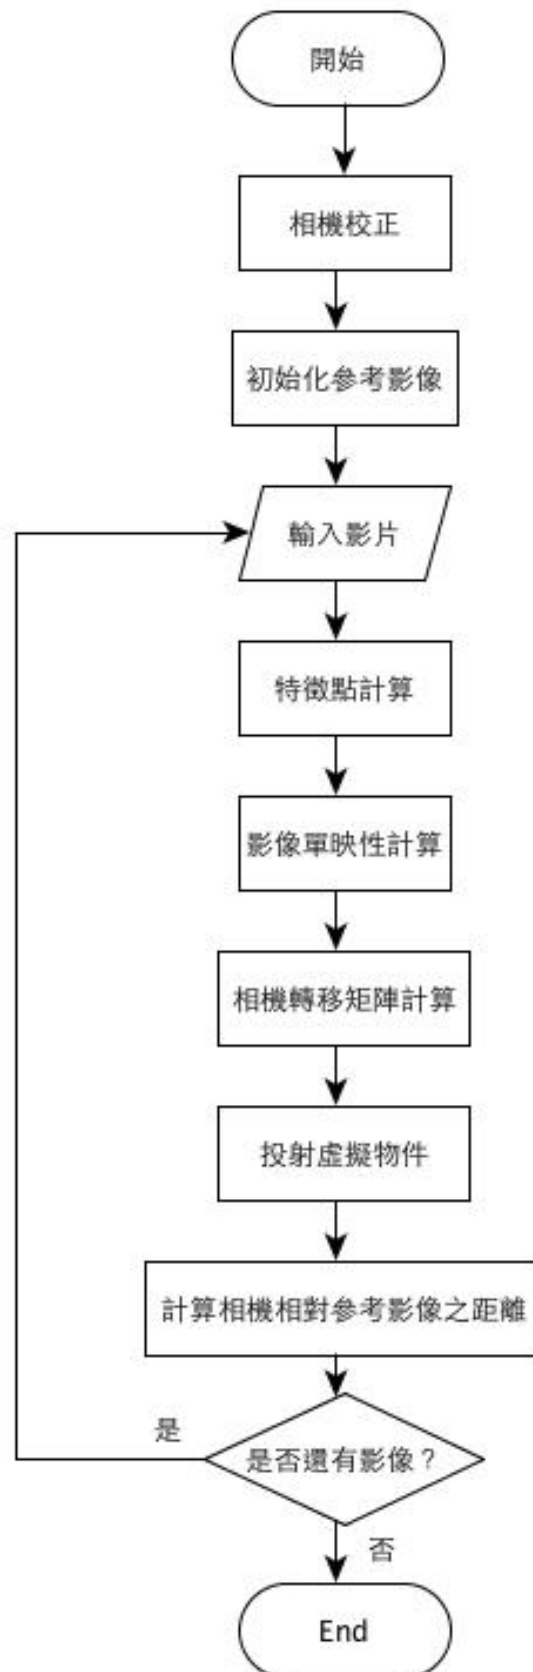 開始
相機校正
初始化參考影像
輸入影片
特徵點計算
影像單映性計算
相機轉移矩陣計算
投射虛擬物件
計算相機相對參考影像之距離
是
是否還有影像？
否
End